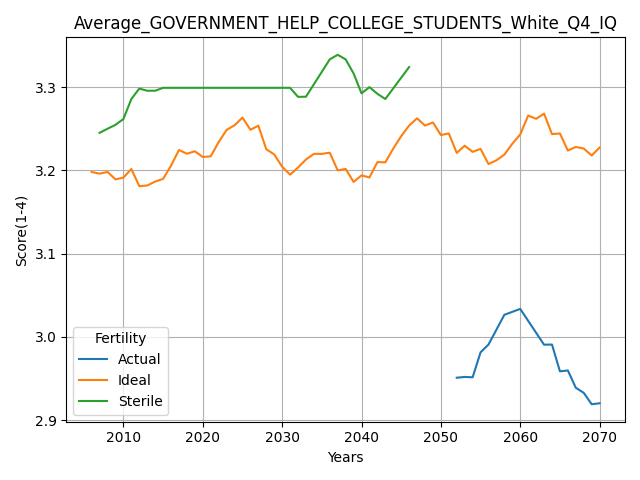 Average_GOVERNMENT_HELP_COLLEGE_STUDENTS_White_Q4_IQ
Score(1-4)
3.3
3.2
3.1
3.0
2.9
Fertility
Actual
Ideal
Sterile
2010 2020 2030 2040 2050 2060 2070
Years